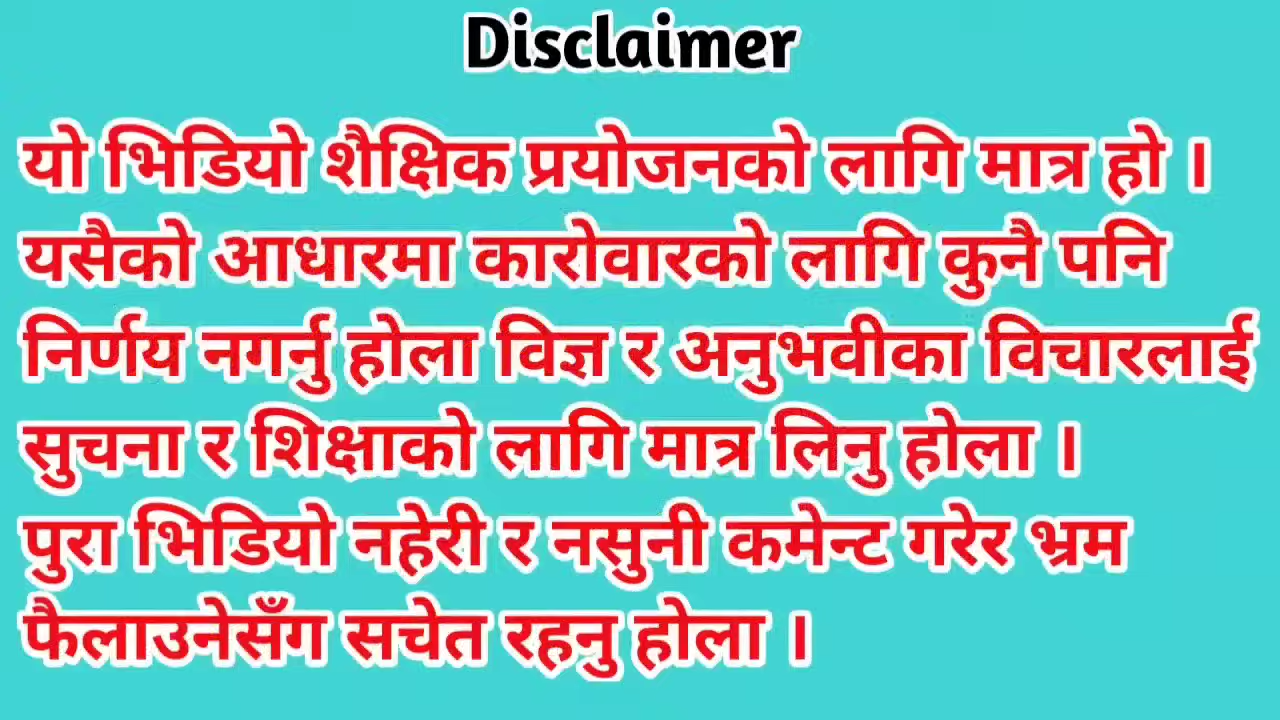 Disclaimer
यो भिडियो शैक्षिक प्रयोजनको लागि मात्र हो ।
यसैको आधारमा कारोवारको लागि कुनै पनि
निर्णय नगर्नु होला विज्ञ र अनुभवीका विचारलाई
सुचना र शिक्षाको लागि मात्र लिनु होला ।
पुरा भिडियो नहेरी र नसुनी कमेन्ट गरेर भ्रम
फैलाउनेसँग सचेत रहनु होला ।